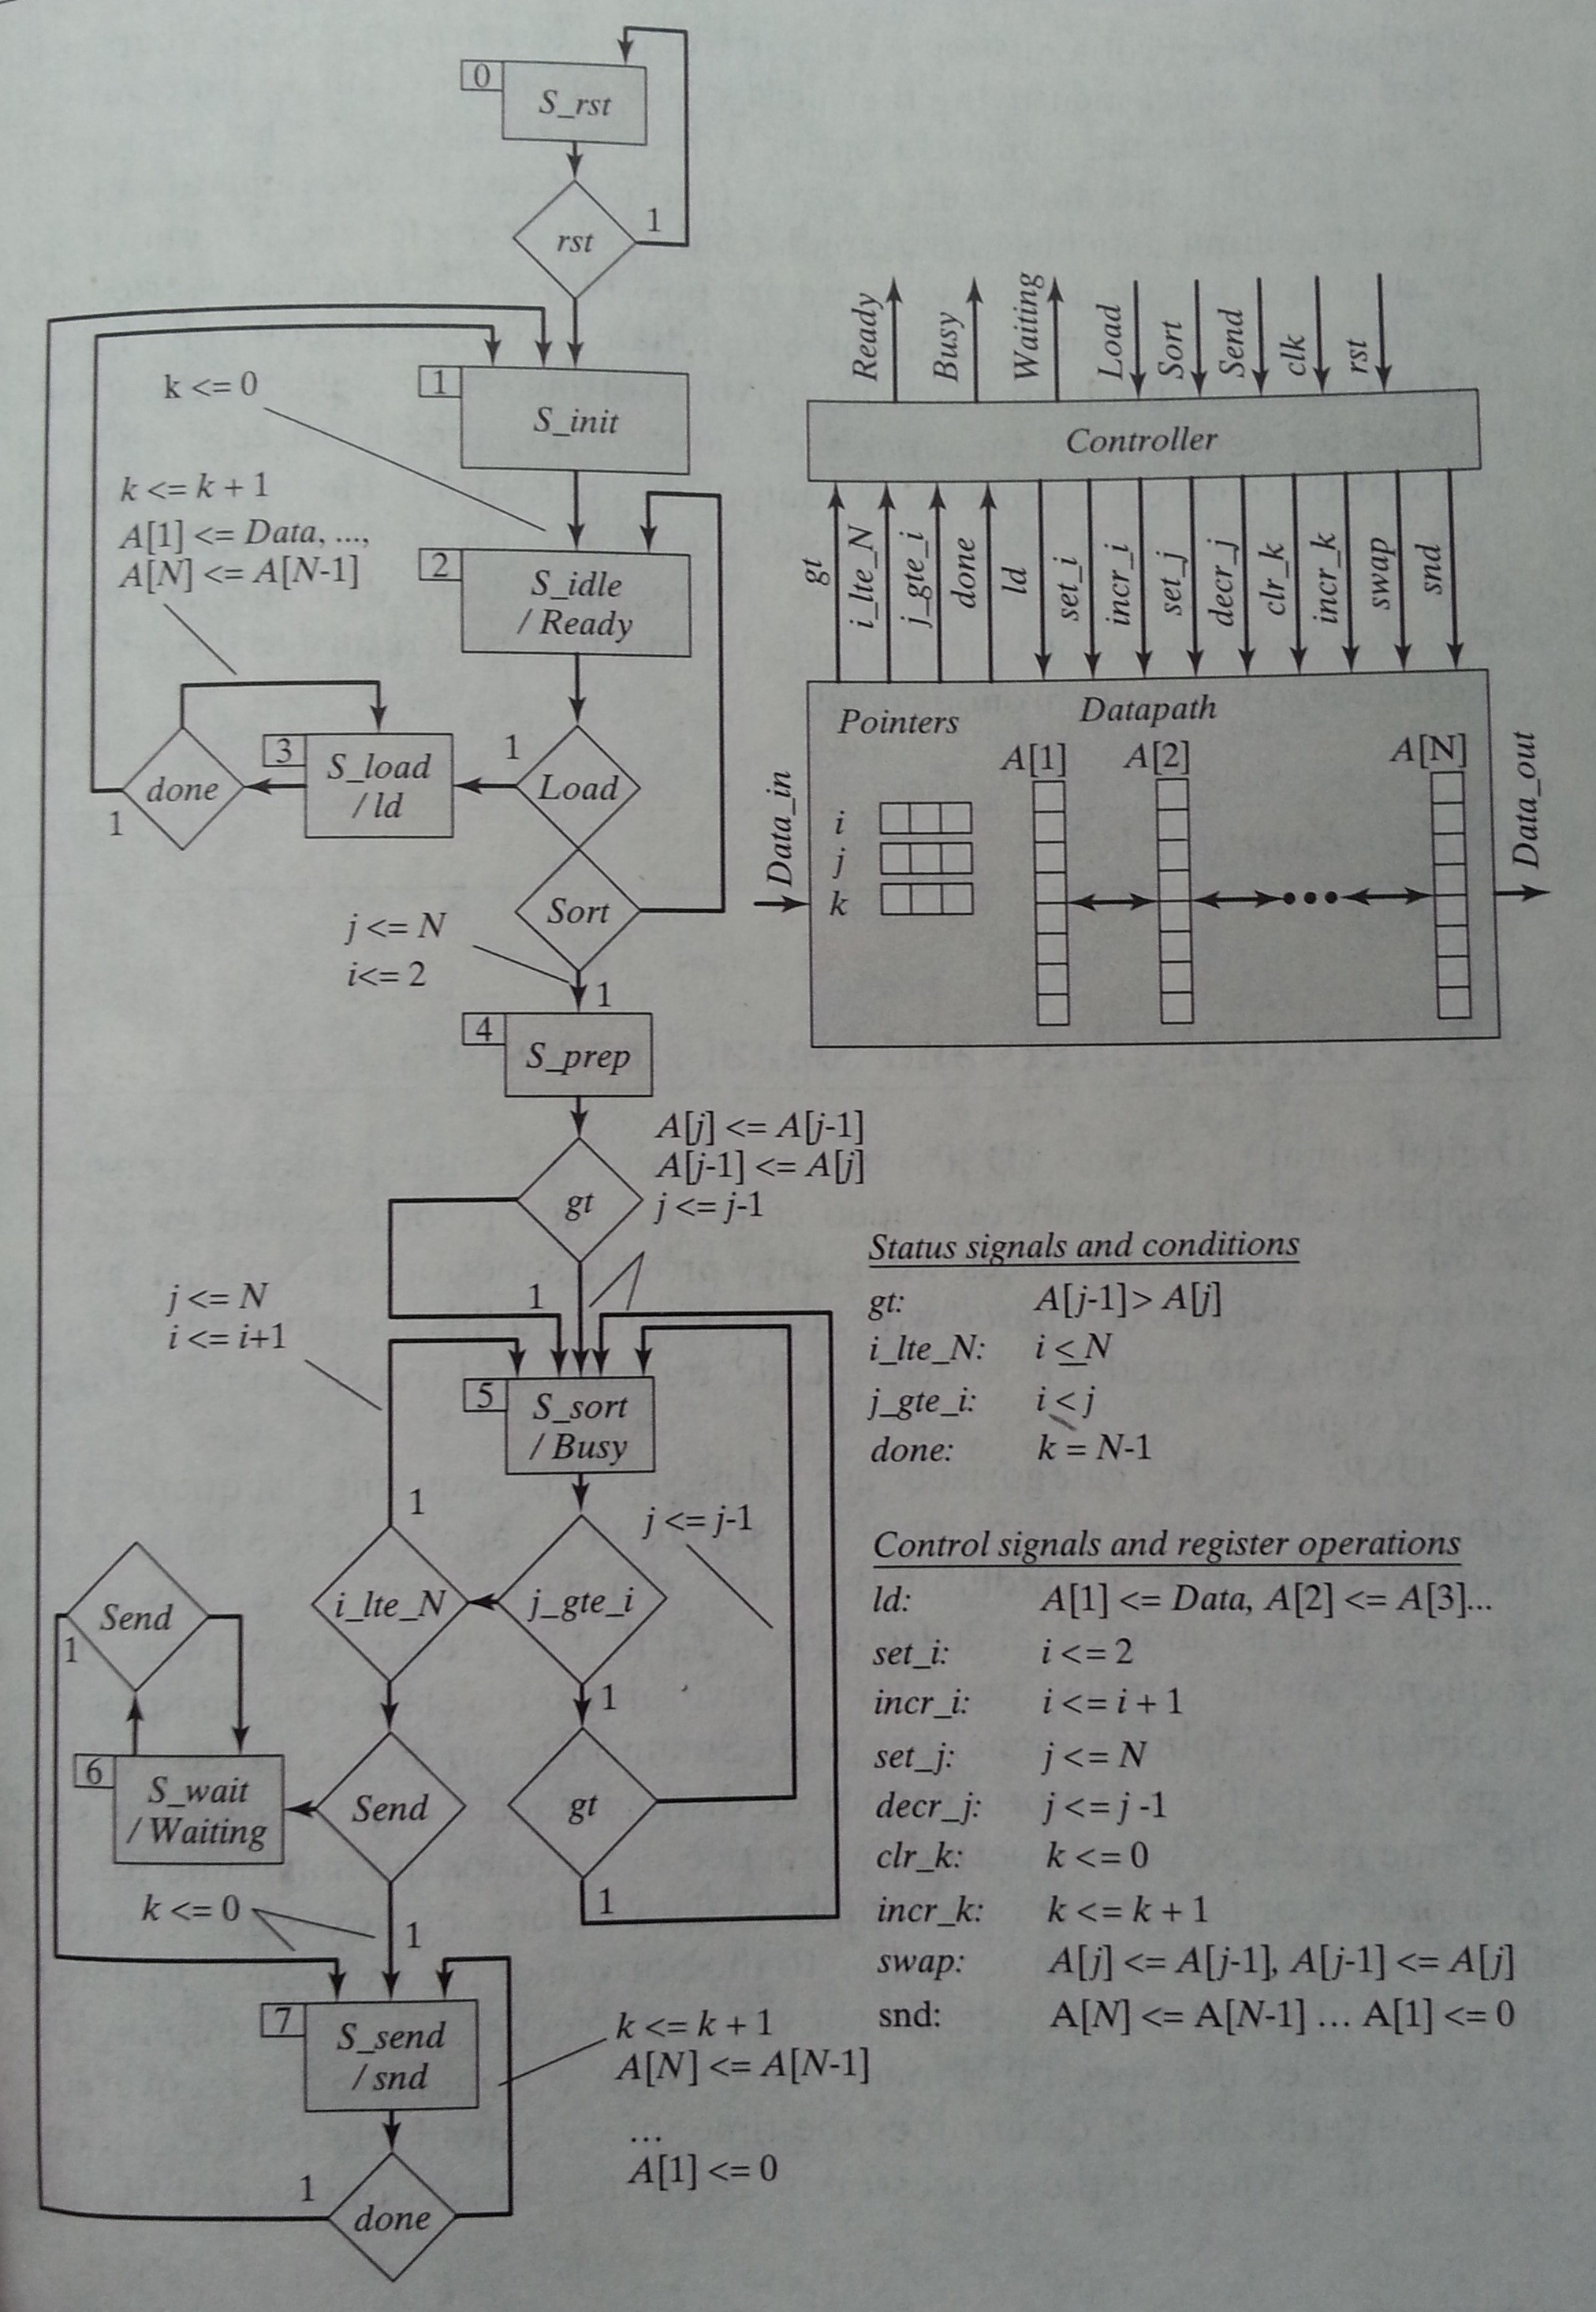 0
S_rst
rst
1
k <= 0
1
S_init
k <= k + 1
A[1] <= Data, ...,
A[N] <= A[N-1]
2
S_idle
/ Ready
done
1
3
S_load
/ ld
1
Load
Sort
j <= N
i<= 2
1
4
S_prep
A[j] <= A[j-1]
A[j-1] <= A[j]
j <= j-1
gt
1
j <= N
i <= i+1
5
S_sort
/ Busy
1
j <= j-1
i_lte_N
j_gte_i
1
Send
1
6
S_wait
/ Waiting
Send
gt
1
k <= 0
1
7
S_send
/ snd
k <= k + 1
A[N] <= A[N-1]
...
A[1] <= 0
1
done
Ready
Busy
Waiting
Load
Sort
Send
clk
rst
Controller
gt
i_lte_N
j_gte_i
done
ld
set_i
incr_i
set_j
decr_j
clr_k
incr_k
swap
snd
Pointers
Datapath
A[1]
A[2]
A[N]
Data_in
i
j
k
Data_out
Status signals and conditions
gt: A[j-1]> A[j]
i_lte_N: i ≤ N
j_gte_i: i < j
done: k = N-1
Control signals and register operations
ld: A[1] <= Data, A[2] <= A[3]...
set_i: i <= 2
incr_i: i <= i + 1
set_j: j <= N
decr_j: j <= j -1
clr_k: k <= 0
incr_k: k <= k + 1
swap: A[j] <= A[j-1], A[j-1] <= A[j]
snd: A[N] <= A[N-1] ... A[1] <= 0